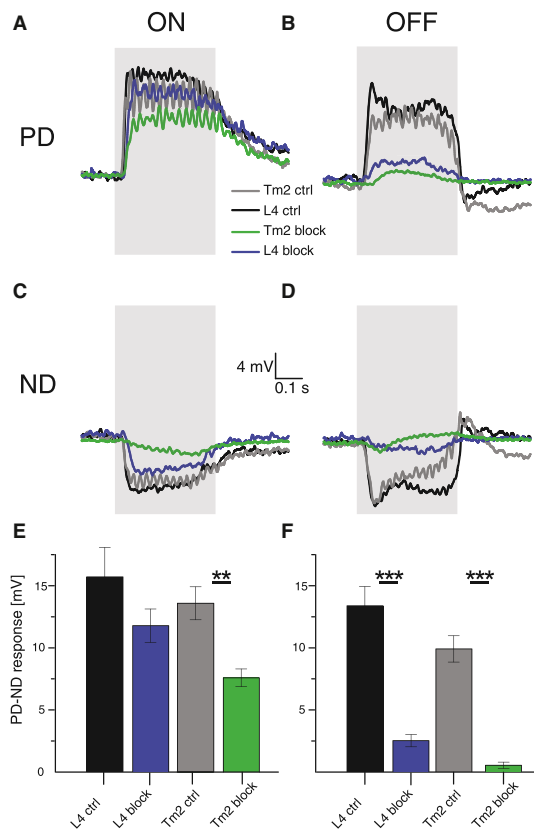 A ON B OFF
PD
Tm2 ctrl
L4 ctrl
Tm2 block
L4 block
C D
4 mV
0.1 s
ND
E F
** *** ***
PD-ND response [mV]
15 15
10 10
5 5
0 0
L4 ctrl L4 block Tm2 ctrl Tm2 block L4 ctrl L4 block Tm2 ctrl Tm2 block